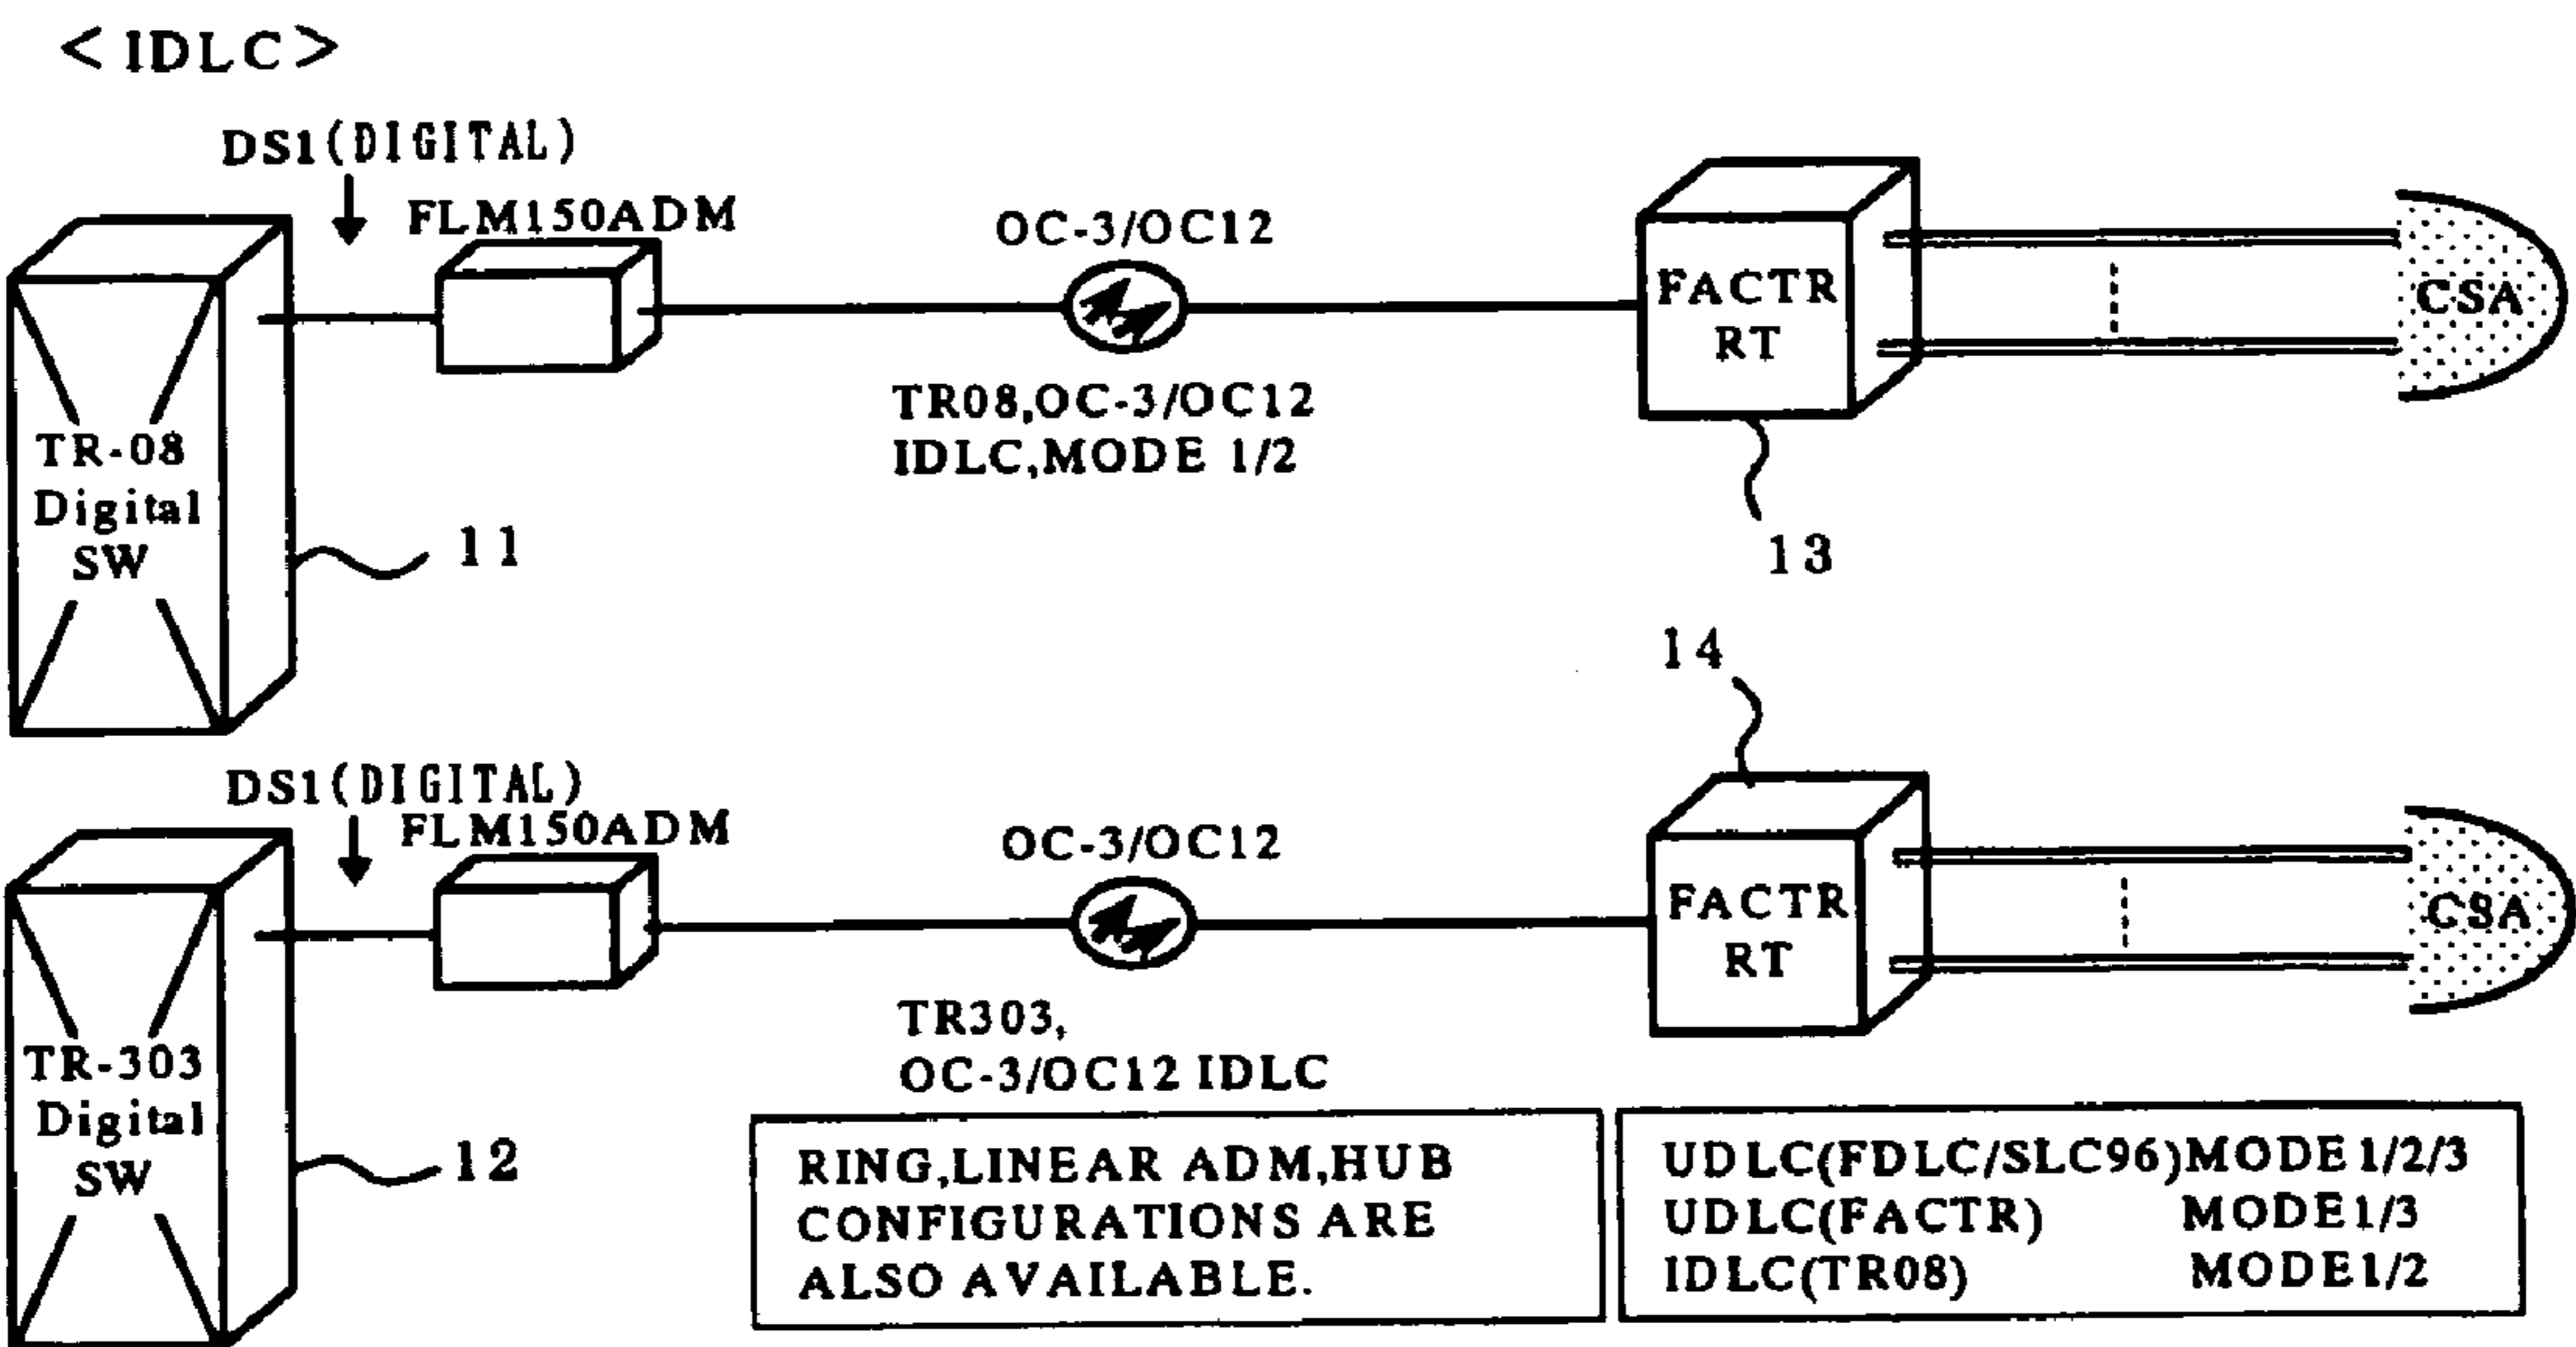 < IDLC >
DS1(DIGITAL)
FLM150ADM
OC-3/OC12
FACTR
RT
CSA
TR08,OC-3/OC12
IDLC,MODE 1/2
TR-08
Digital
SW
11
13
14
DS1(DIGITAL)
FLM150ADM
OC-3/OC12
FACTR
RT
CSA
TR303,
OC-3/OC12 IDLC
TR-303
Digital
SW
12
RING,LINEAR ADM,HUB
CONFIGURATIONS ARE
ALSO AVAILABLE.
UDLC(FDLC/SLC96)MODE1/2/3
UDLC(FACTR) MODE1/3
IDLC(TR08) MODE1/2